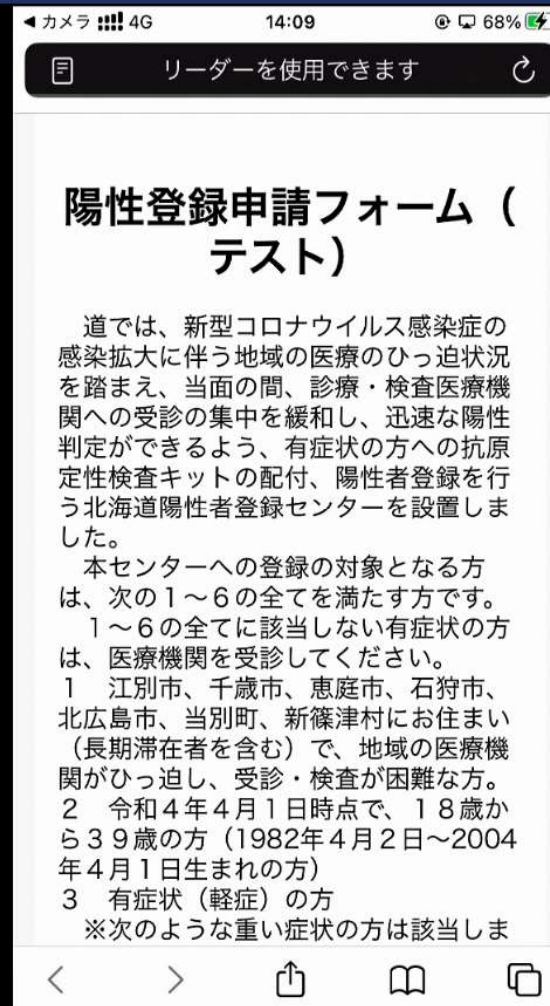 カメラ 4G 14:09 68%
リーダーを使用できます
陽性登録申請フォーム（
テスト）
　道では、新型コロナウイルス感染症の
感染拡大に伴う地域の医療のひっ迫状況
を踏まえ、当面の間、診療・検査医療機
関への受診の集中を緩和し、迅速な陽性
判定ができるよう、有症状の方への抗原
定性検査キットの配付、陽性者登録を行
う北海道陽性者登録センターを設置しま
した。
　本センターへの登録の対象となる方
は、次の１～６の全てを満たす方です。
　１～６の全てに該当しない有症状の方
は、医療機関を受診してください。
１　江別市、千歳市、恵庭市、石狩市、
北広島市、当別町、新篠津村にお住まい
（長期滞在者を含む）で、地域の医療機
関がひっ迫し、受診・検査が困難な方。
２　令和４年４月１日時点で、１８歳か
ら３９歳の方（1982年４月２日～2004
年４月１日生まれの方）
３　有症状（軽症）の方
　※次のような重い症状の方は該当しま